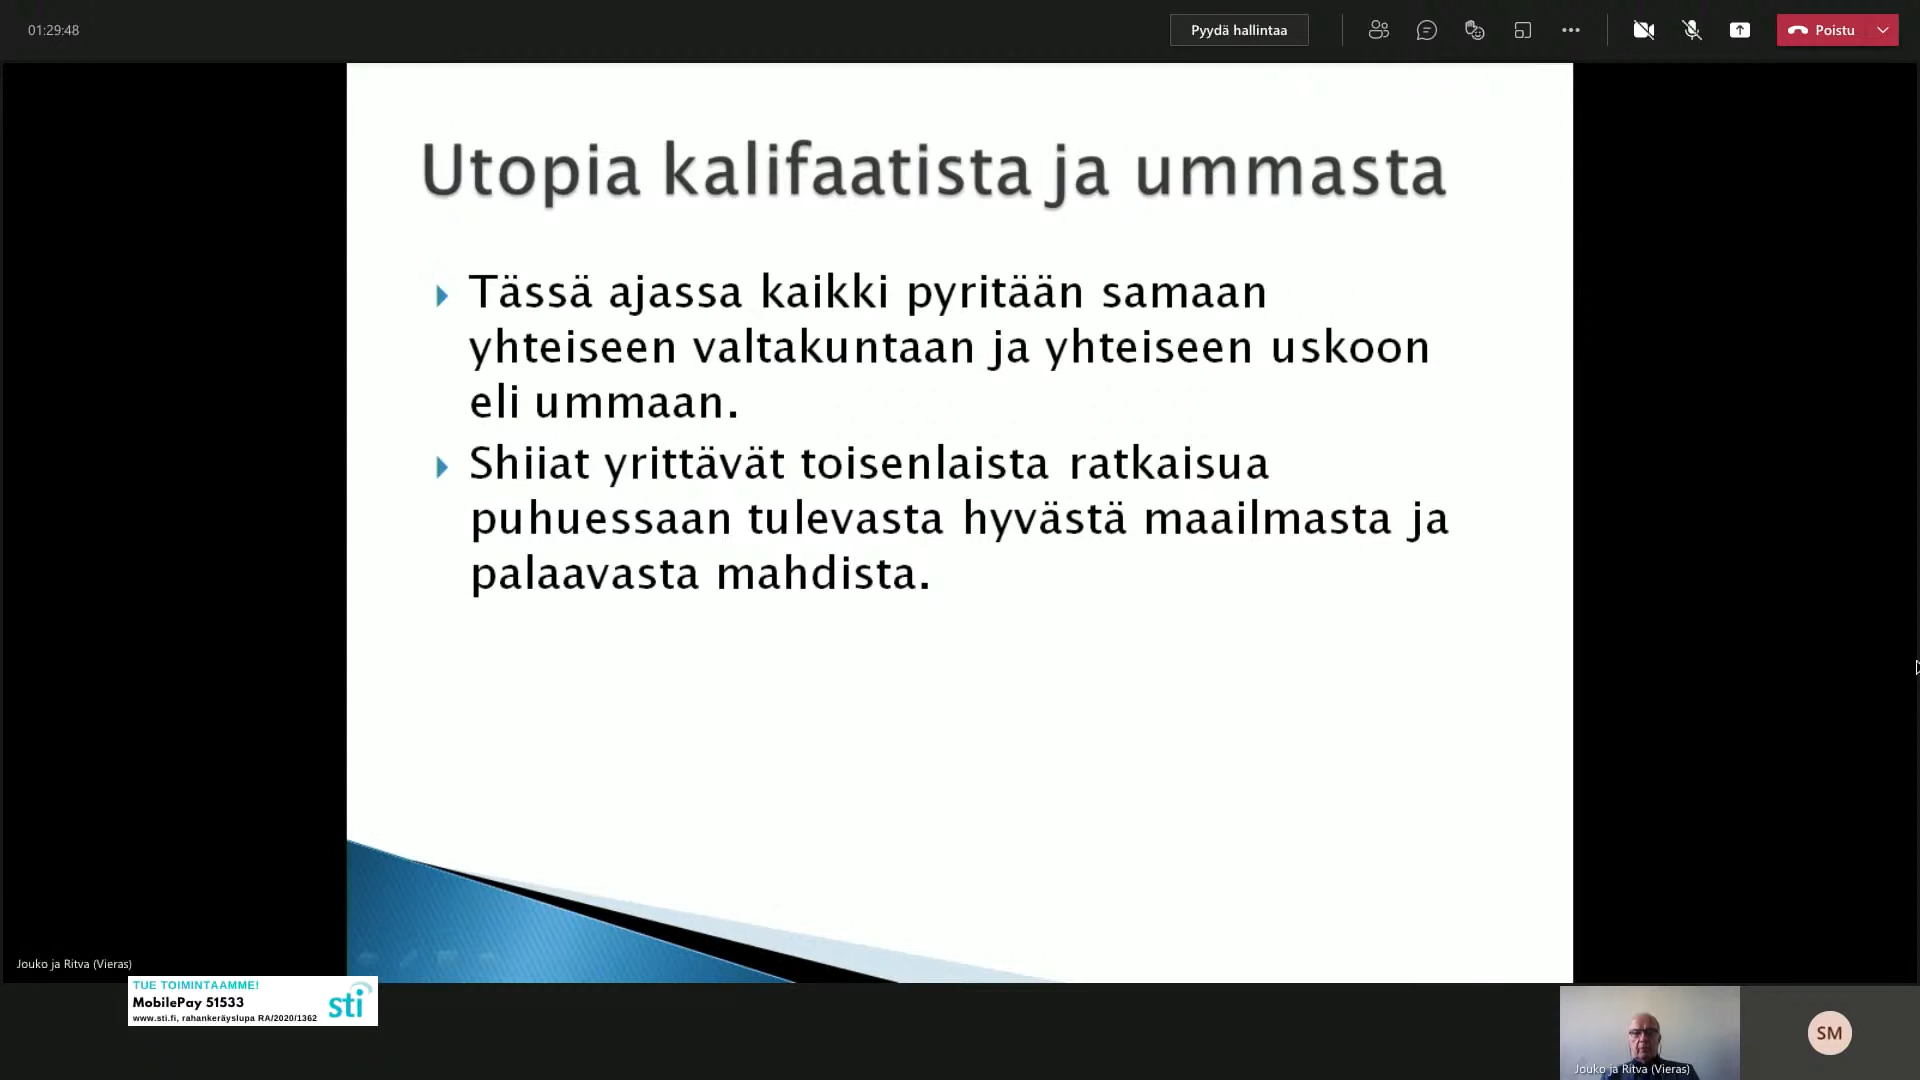 01:29:48
Pyydä hallintaa
Poistu
Utopia kalifaatista ja ummasta
Tässä ajassa kaikki pyritään samaan
yhteiseen valtakuntaan ja yhteiseen uskoon
eli ummaan.
Shiiat yrittävät toisenlaista ratkaisua
puhuessaan tulevasta hyvästä maailmasta ja
palaavasta mahdista.
Jouko ja Ritva (Vieras)
TUE TOIMINTAAMME!
MobilePay 51533
www.sti.fi, rahankeräyslupa RA/2020/1362
sti
Jouko ja Ritva (Vieras)
SM